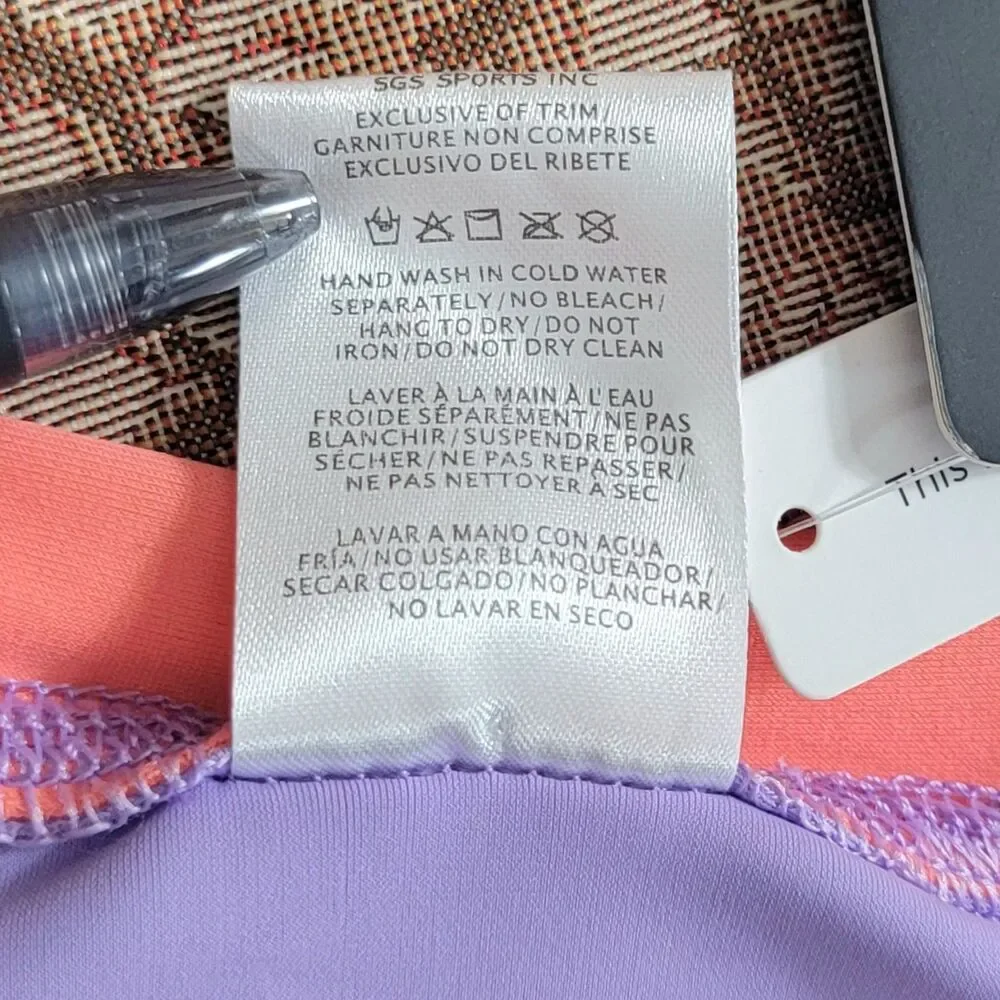 SGS SPORTS INC
EXCLUSIVE OF TRIM/
GARNITURE NON COMPRISE
EXCLUSIVO DEL RIBETE
HAND WASH IN COLD WATER
SEPARATELY/NO BLEACH/
HANG TO DRY/DO NOT
IRON/DO NOT DRY CLEAN
LAVER À LA MAIN À L'EAU
FROIDE SÉPARÉMENT/NE PAS
BLANCHIR/SUSPENDRE POUR
SÉCHER/NE PAS REPASSER/
NE PAS NETTOYER À SEC
LAVAR A MANO CON AGUA
FRÍA/NO USAR BLANQUEADOR/
SECAR COLGADO/NO PLANCHAR/
NO LAVAR EN SECO
This